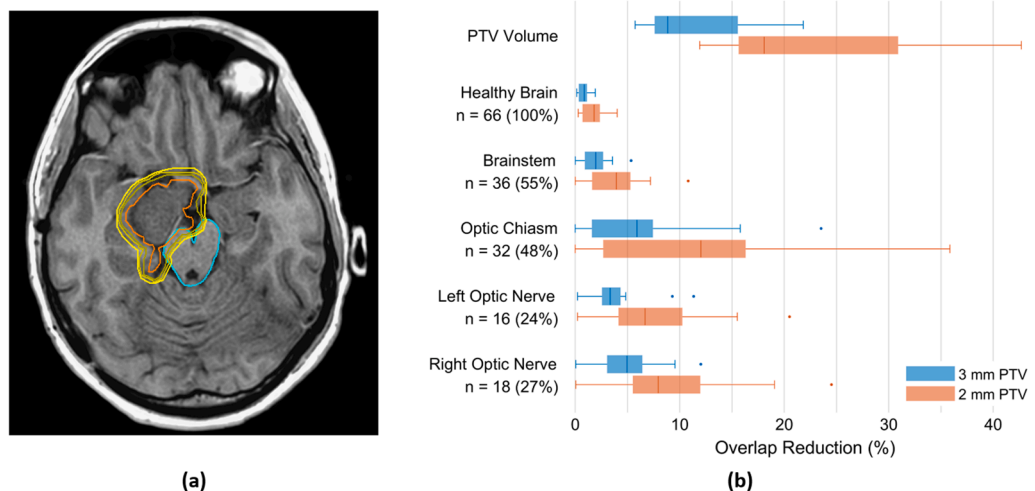 PTV Volume
Healthy Brain
n = 66 (100%)
Brainstem
n = 36 (55%)
Optic Chiasm
n = 32 (48%)
Left Optic Nerve
n = 16 (24%)
Right Optic Nerve
n = 18 (27%)
3 mm PTV
2 mm PTV
0 10 20 30 40
Overlap Reduction (%)
(a) (b)